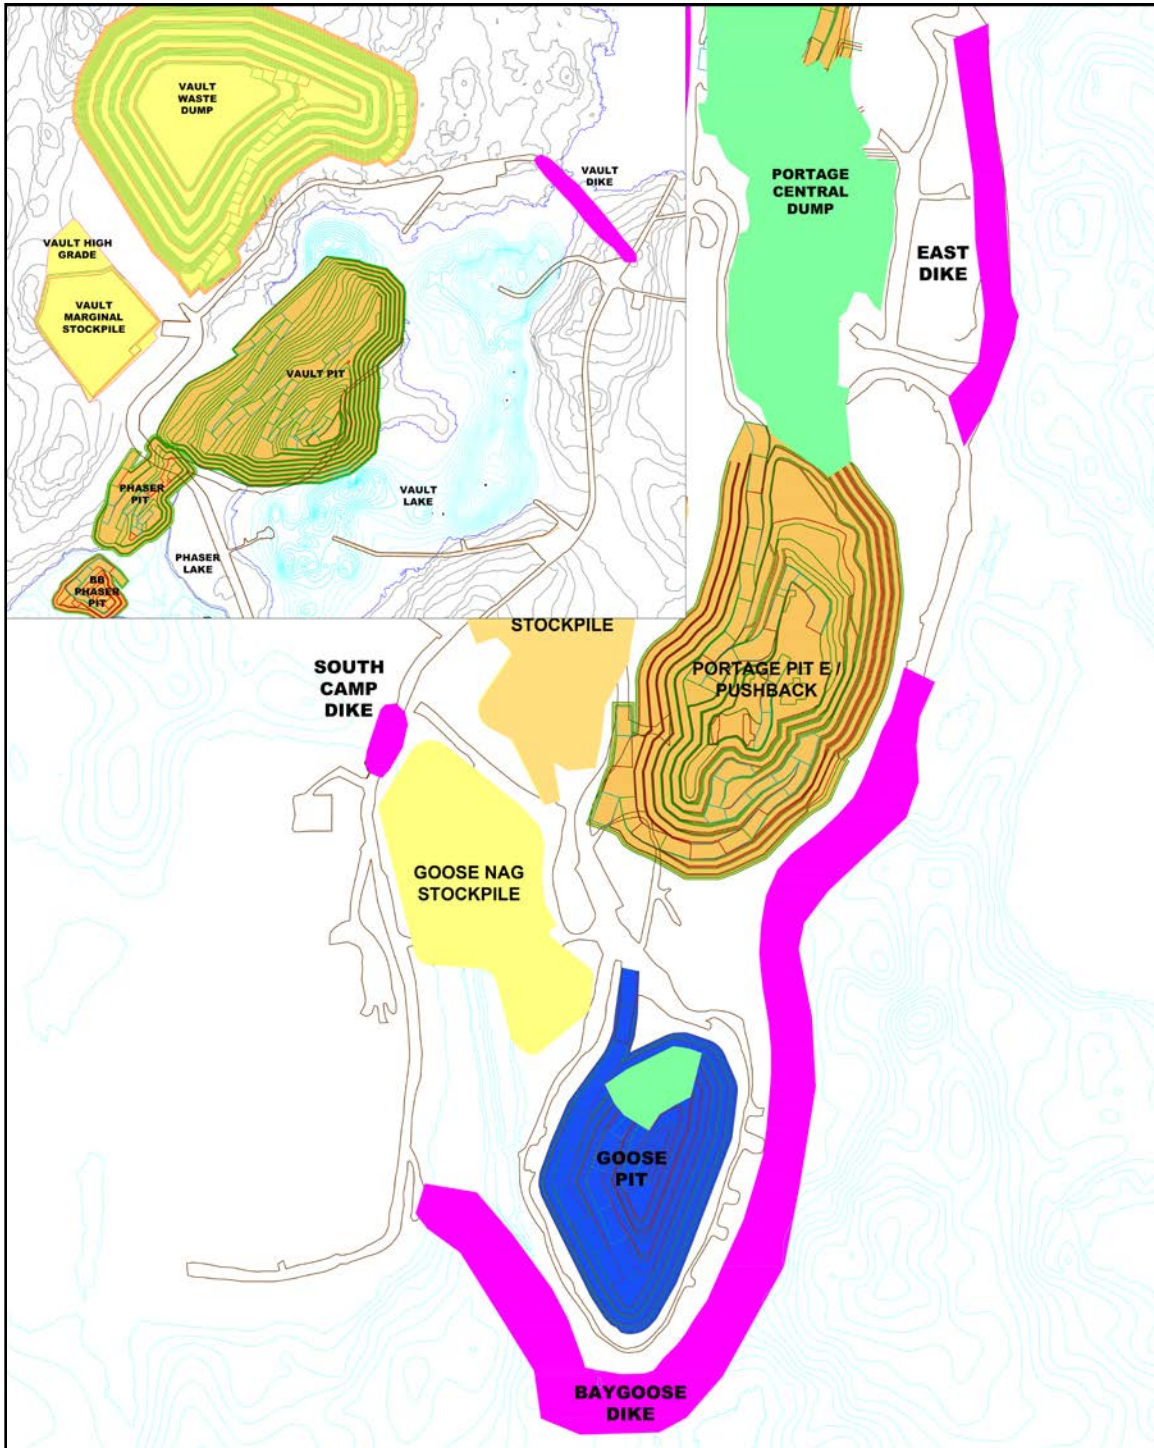 VAULT
WASTE
DUMP
VAULT
DIKE
VAULT HIGH
GRADE
VAULT
MARGINAL
STOCKPILE
VAULT PIT
PHASER
PIT
VAULT
LAKE
PHASER
LAKE
BB
PHASER
PIT
PORTAGE
CENTRAL
DUMP
EAST
DIKE
STOCKPILE
SOUTH
CAMP
DIKE
PORTAGE PIT E /
PUSHBACK
GOOSE NAG
STOCKPILE
GOOSE
PIT
BAYGOOSE
DIKE